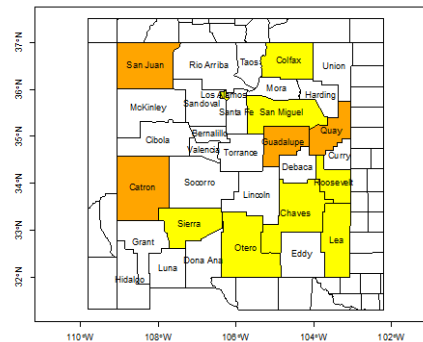 37°N
36°N
35°N
34°N
33°N
32°N
San Juan
Rio Arriba
Taos
Colfax
Union
Los Alamos
Mora
Harding
McKinley
Sandoval
Santa Fe
San Miguel
Bernalillo
Quay
Cibola
Valencia
Torrance
Guadalupe
Curry
Debaca
Catron
Socorro
Roosevelt
Lincoln
Chaves
Sierra
Grant
Otero
Lea
Luna
Dona Ana
Eddy
Hidalgo
110°W
108°W
106°W
104°W
102°W